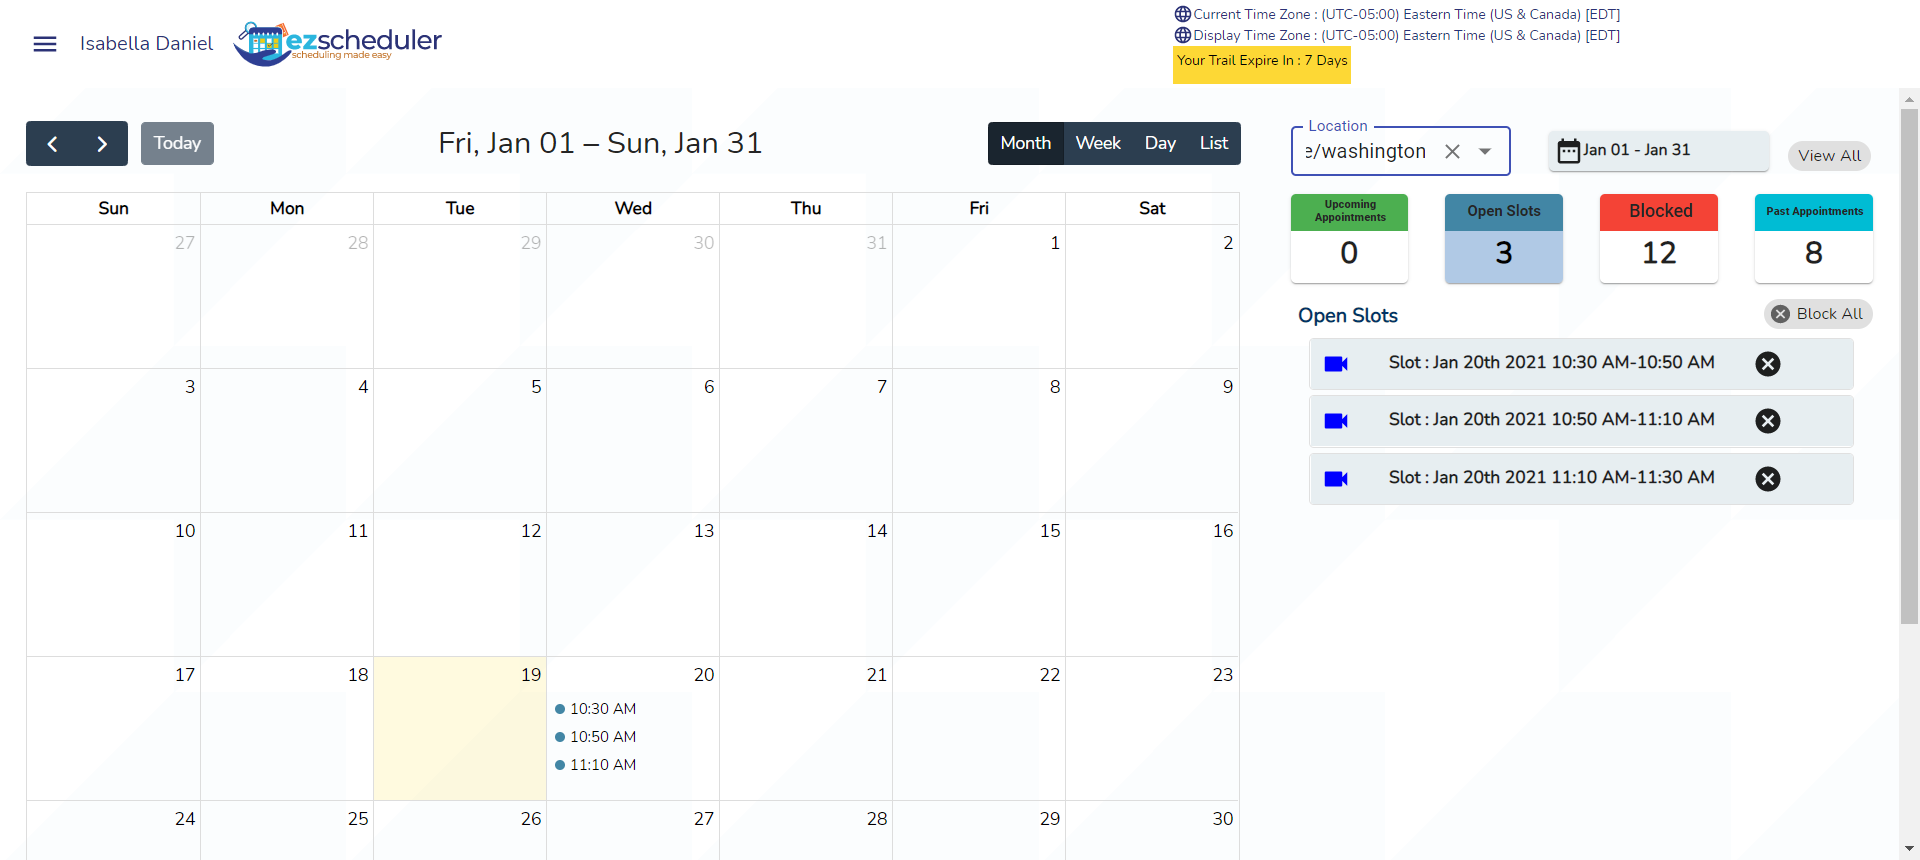 Isabella Daniel
ezscheduler
scheduling made easy
Current Time Zone : (UTC-05:00) Eastern Time (US & Canada) [EDT]
Display Time Zone : (UTC-05:00) Eastern Time (US & Canada) [EDT]
Your Trail Expire In : 7 Days
Today
Fri, Jan 01 – Sun, Jan 31
Month Week Day List
Location
e/washington
Jan 01 - Jan 31
View All
Sun Mon Tue Wed Thu Fri Sat
27 28 29 30 31 1 2
3 4 5 6 7 8 9
10 11 12 13 14 15 16
17 18 19 20 21 22 23
10:30 AM
10:50 AM
11:10 AM
24 25 26 27 28 29 30
Upcoming Appointments
0
Open Slots
3
Blocked
12
Past Appointments
8
Open Slots
Block All
Slot : Jan 20th 2021 10:30 AM-10:50 AM
Slot : Jan 20th 2021 10:50 AM-11:10 AM
Slot : Jan 20th 2021 11:10 AM-11:30 AM